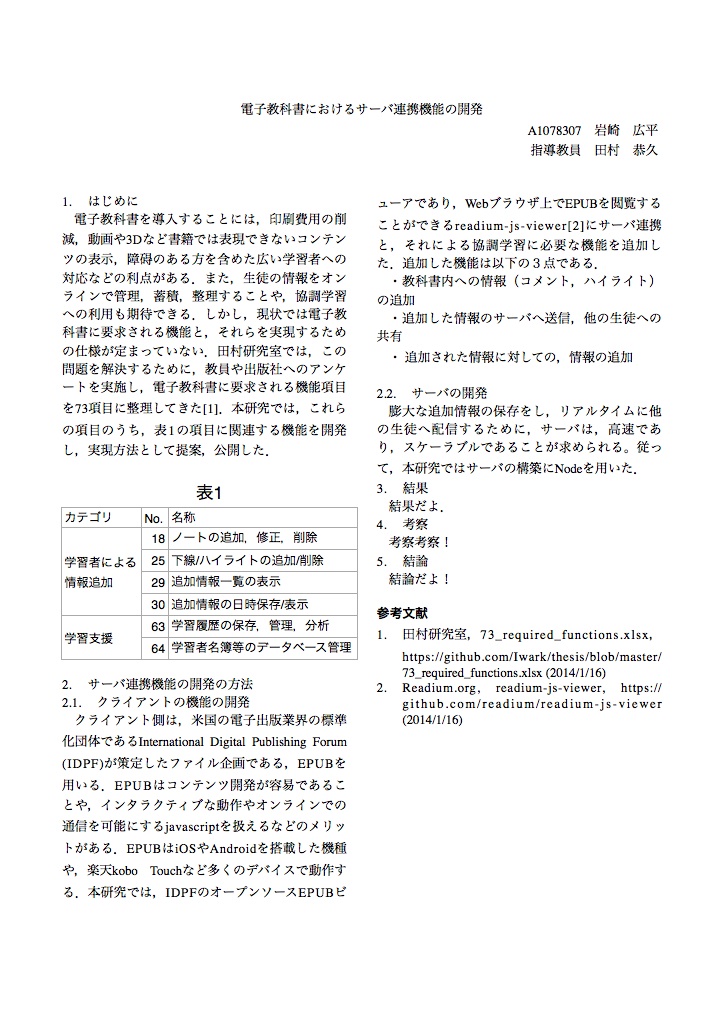 電子教科書におけるサーバ連携機能の開発
A1078307　岩崎　広平
指導教員　田村　恭久
1.　はじめに
　電子教科書を導入することには，印刷費用の削
減，動画や3Dなど書籍では表現できないコンテン
ツの表示，障碍のある方を含めた広い学習者への
対応などの利点がある．また，生徒の情報をオン
ラインで管理，蓄積，整理することや，協調学習
への利用も期待できる．しかし，現状では電子教
科書に要求される機能と，それらを実現するため
の仕様が定まっていない．田村研究室では，この
問題を解決するために，教員や出版社へのアンケ
ートを実施し，電子教科書に要求される機能項目
を73項目に整理してきた[1]．本研究では，これら
の項目のうち，表1の項目に関連する機能を開発
し，実現方法として提案，公開した．
表1
カテゴリ No. 名称
学習者による情報追加 18 ノートの追加，修正，削除
25 下線/ハイライトの追加/削除
29 追加情報一覧の表示
30 追加情報の日時保存/表示
学習支援 63 学習履歴の保存，管理，分析
64 学習者名簿等のデータベース管理
2.　サーバ連携機能の開発の方法
2.1.　クライアントの機能の開発
　クライアント側は，米国の電子出版業界の標準
化団体であるInternational Digital Publishing Forum
(IDPF)が策定したファイル企画である，EPUBを
用いる．EPUBはコンテンツ開発が容易であるこ
とや，インタラクティブな動作やオンラインでの
通信を可能にするjavascriptを扱えるなどのメリッ
トがある．EPUBはiOSやAndroidを搭載した機種
や，楽天kobo　Touchなど多くのデバイスで動作す
る．本研究では，IDPFのオープンソースEPUBビ
ューアであり，Webブラウザ上でEPUBを閲覧する
ことができるreadium-js-viewer[2]にサーバ連携
と，それによる協調学習に必要な機能を追加し
た．追加した機能は以下の３点である．
　・教科書内への情報（コメント，ハイライト）
の追加
　・追加した情報のサーバへ送信，他の生徒への
共有
　・ 追加された情報に対しての，情報の追加
2.2.　サーバの開発
　膨大な追加情報の保存をし，リアルタイムに他
の生徒へ配信するために，サーバは，高速であ
り，スケーラブルであることが求められる。従っ
て，本研究ではサーバの構築にNodeを用いた．
3.　結果
　結果だよ．
4.　考察
　考察考察！
5.　結論
　結論だよ！
参考文献
1.　田村研究室，73_required_functions.xlsx，
https://github.com/Iwark/thesis/blob/master/
73_required_functions.xlsx (2014/1/16)
2.　Readium.org， readium-js-viewer， https://
github.com/readium/readium-js-viewer
(2014/1/16)